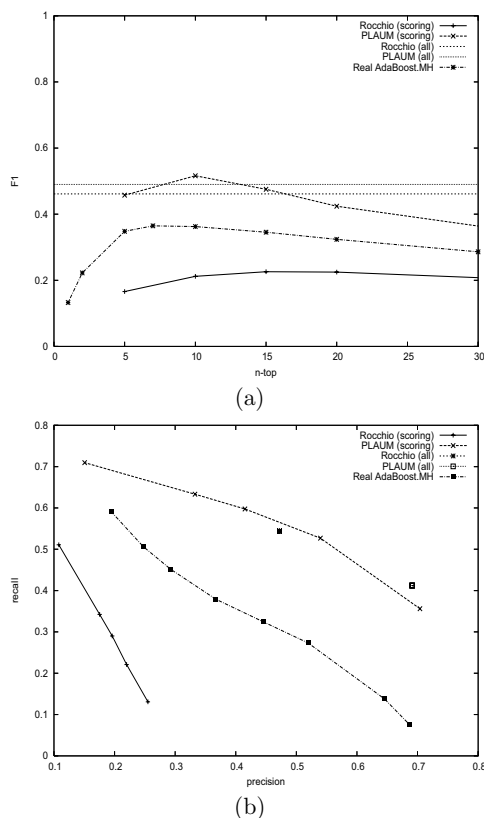 Rocchio (scoring)
PLAUM (scoring)
Rocchio (all)
PLAUM (all)
Real AdaBoost.MH
1
0.8
0.6
0.4
0.2
0
F1
0 5 10 15 20 25 30
n-top
(a)
Rocchio (scoring)
PLAUM (scoring)
Rocchio (all)
PLAUM (all)
Real AdaBoost.MH
0.8
0.7
0.6
0.5
0.4
0.3
0.2
0.1
0
recall
0.1 0.2 0.3 0.4 0.5 0.6 0.7 0.8
precision
(b)